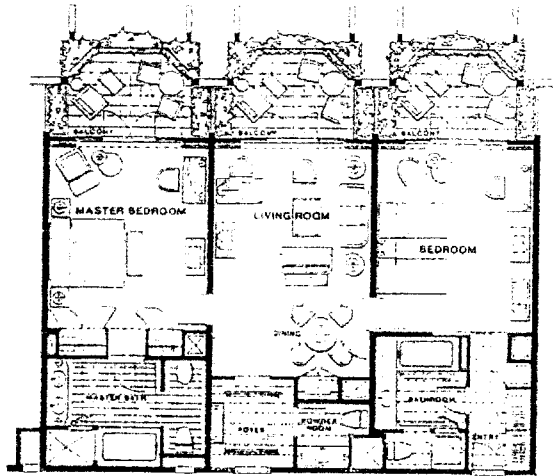 BALCONY
BALCONY
BALCONY
MASTER BEDROOM
LIVING ROOM
BEDROOM
DINING
MASTER BATH
BATHROOM
FOYER
POWDER ROOM
ENTRY